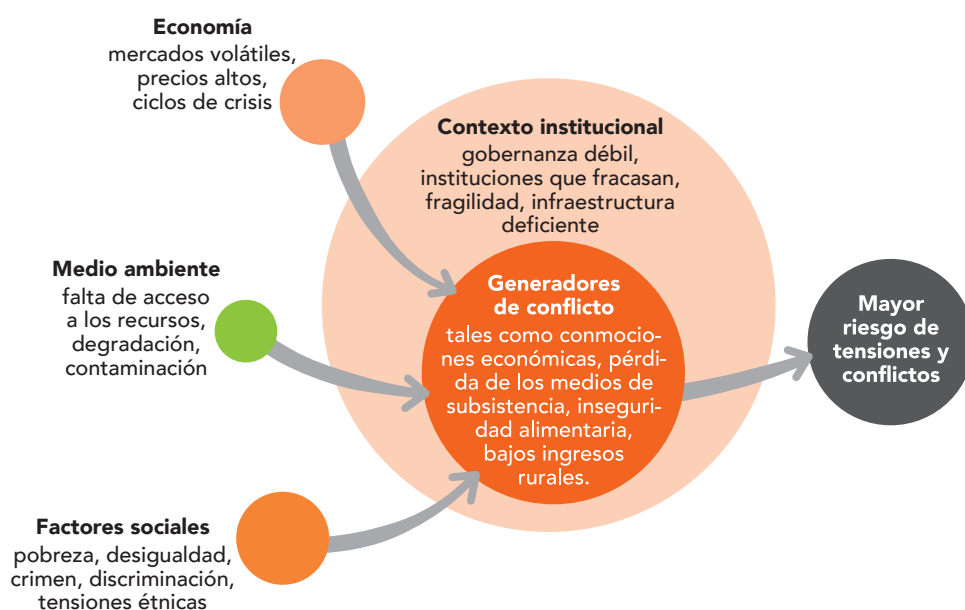 Economía
mercados volátiles,
precios altos,
ciclos de crisis
Contexto institucional
gobernanza débil,
instituciones que fracasan,
fragilidad, infraestructura
deficiente
Medio ambiente
falta de acceso
a los recursos,
degradación,
contaminación
Generadores
de conflicto
tales como conmocio-
nes económicas, pérdi-
da de los medios de
subsistencia, inseguri-
dad alimentaria,
bajos ingresos
rurales.
Mayor
riesgo de
tensiones y
conflictos
Factores sociales
pobreza, desigualdad,
crimen, discriminación,
tensiones étnicas